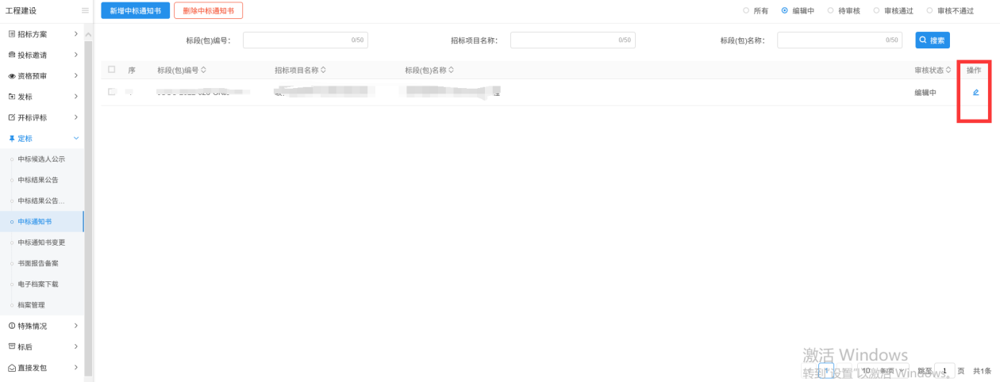 工程建设
新增中标通知书 删除中标通知书 所有 编辑中 待审核 审核通过 审核不通过
招标方案
投标邀请
资格预审
发标
开标评标
定标
中标候选人公示
中标结果公告
中标结果公告...
中标通知书
中标通知书变更
书面报告备案
电子档案下载
档案管理
特殊情况
标后
直接发包
标段(包)编号: 0/50 招标项目名称: 0/50 标段(包)名称: 0/50 搜索
序 标段(包)编号 招标项目名称 标段(包)名称 审核状态 操作
编辑中
激活 Windows
转到"设置"以激活 Windows。
1 10 条/页 跳至 1 页 共1条